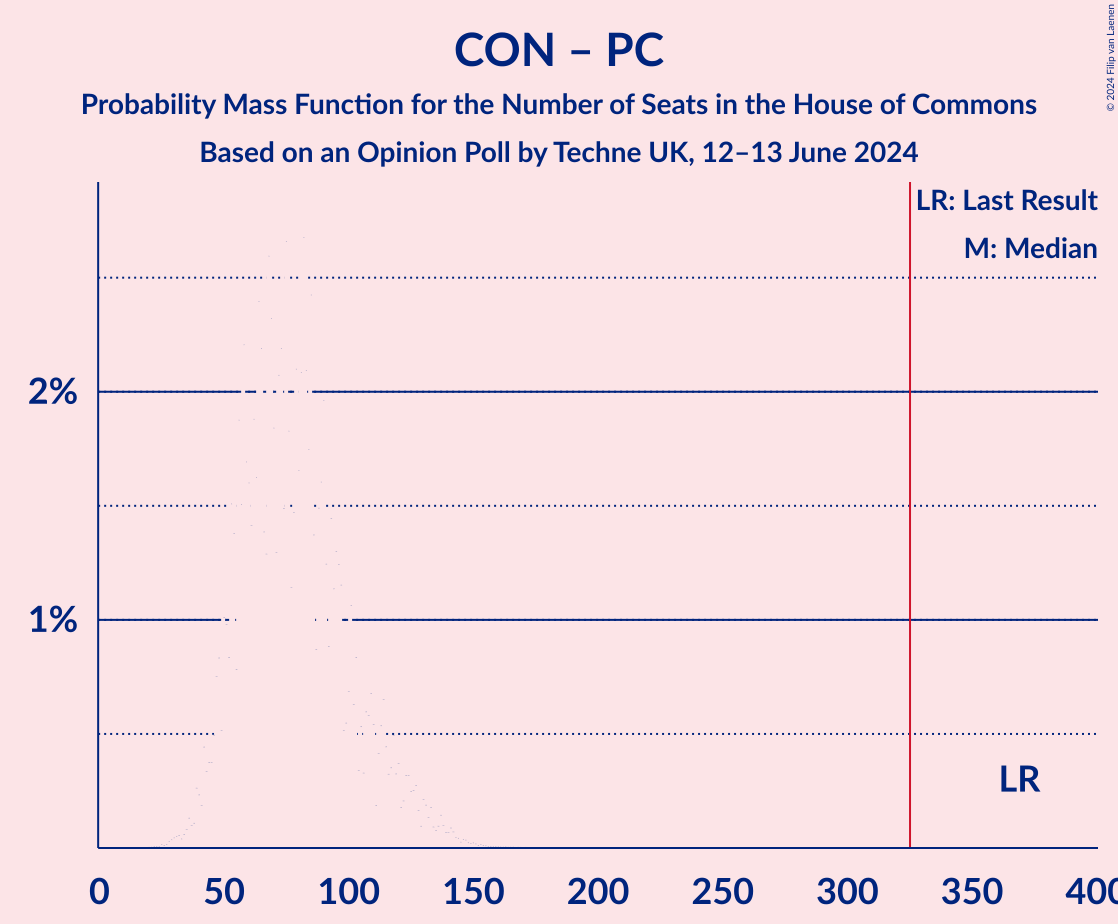 CON – PC
Probability Mass Function for the Number of Seats in the House of Commons
Based on an Opinion Poll by Techne UK, 12–13 June 2024
© 2024 Filip van Laenen
LR: Last Result
M: Median
2%
1%
LR
0 50 100 150 200 250 300 350 400